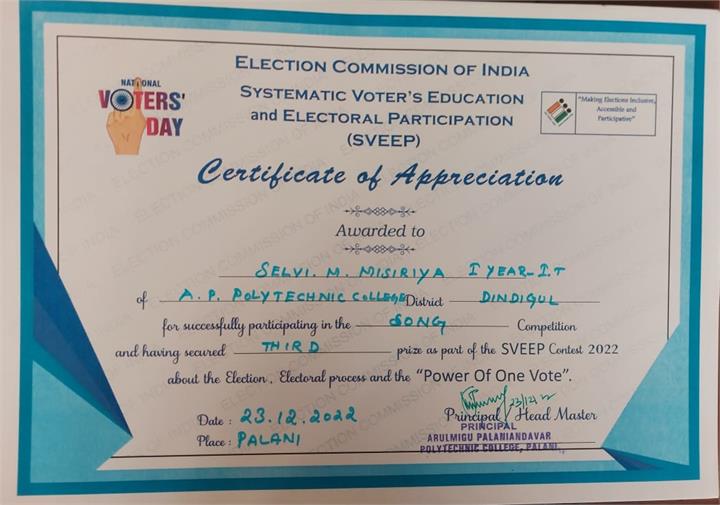 ELECTION COMMISSION OF INDIA
NATIONAL
VOTERS'
DAY
SYSTEMATIC VOTER'S EDUCATION
and ELECTORAL PARTICIPATION
(SVEEP)
"Making Elections Inclusive,
Accessible and
Participative"
Certificate of Appreciation
Awarded to
SELVI. M. MISIRIYA I YEAR-I.T
of A. P. POLYTECHNIC COLLEGE District DINDIGUL
for successfully participating in the SONG Competition
and having secured THIRD prize as part of the SVEEP Contest 2022
about the Election, Electoral process and the "Power Of One Vote".
23/12/22
Date : 23.12.2022
Principal / Head Master
Place : PALANI
PRINCIPAL
ARULMIGU PALANIANDAVAR
POLYTECHNIC COLLEGE, PALANI.